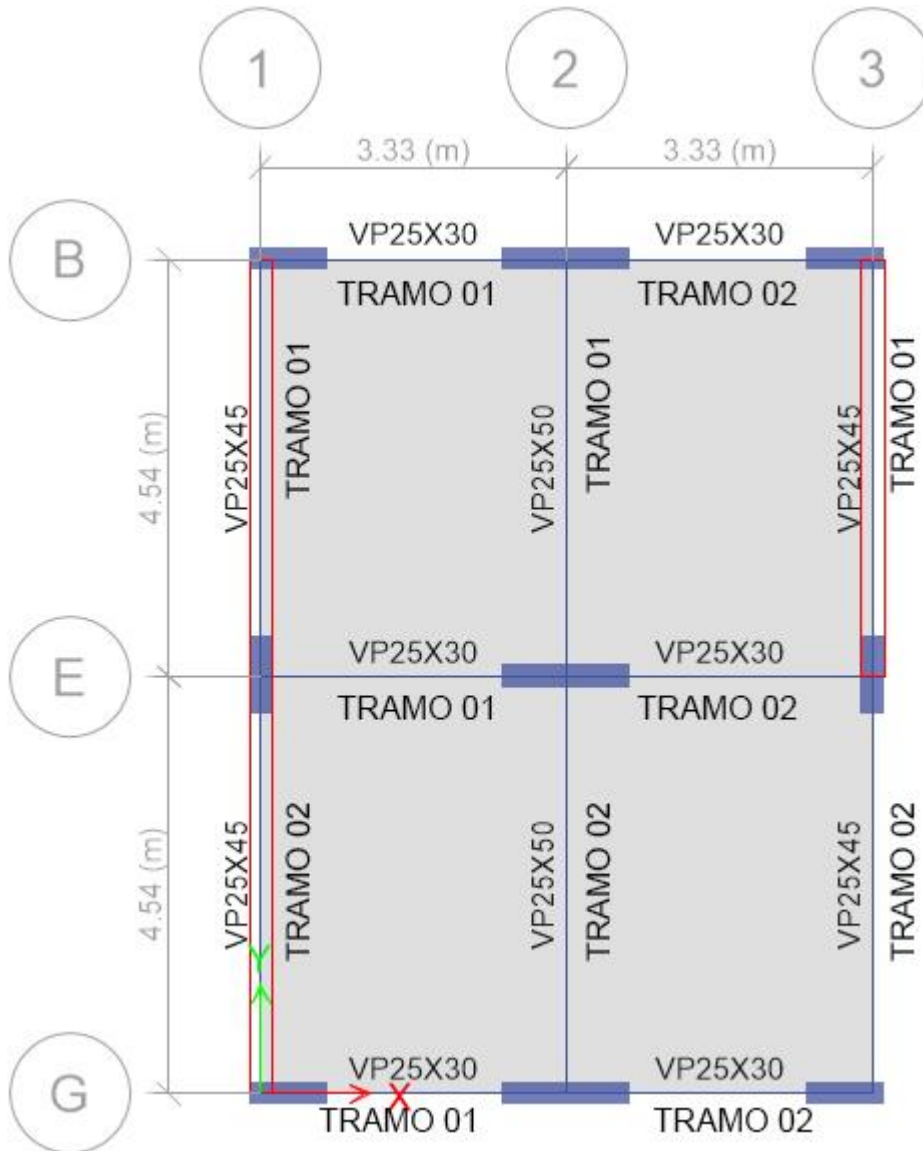 1
2
3
3.33 (m)
3.33 (m)
B
VP25X30
VP25X30
TRAMO 01
TRAMO 02
4.54 (m)
VP25X45
TRAMO 01
VP25X50
TRAMO 01
VP25X45
TRAMO 01
E
VP25X30
VP25X30
TRAMO 01
TRAMO 02
4.54 (m)
VP25X45
TRAMO 02
VP25X50
TRAMO 02
VP25X45
TRAMO 02
Y
G
VP25X30
VP25X30
X
TRAMO 01
TRAMO 02